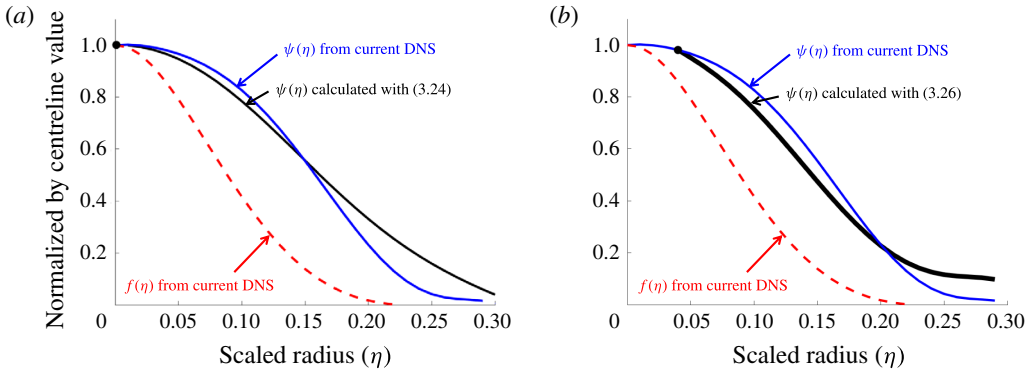 (a)
Normalized by centreline value
1.0
0.8
0.6
0.4
0.2
0
0.05
0.10
0.15
0.20
0.25
0.30
Scaled radius (η)
ψ(η) from current DNS
ψ(η) calculated with (3.24)
f(η) from current DNS
(b)
1.0
0.8
0.6
0.4
0.2
0
0.05
0.10
0.15
0.20
0.25
0.30
Scaled radius (η)
ψ(η) from current DNS
ψ(η) calculated with (3.26)
f(η) from current DNS